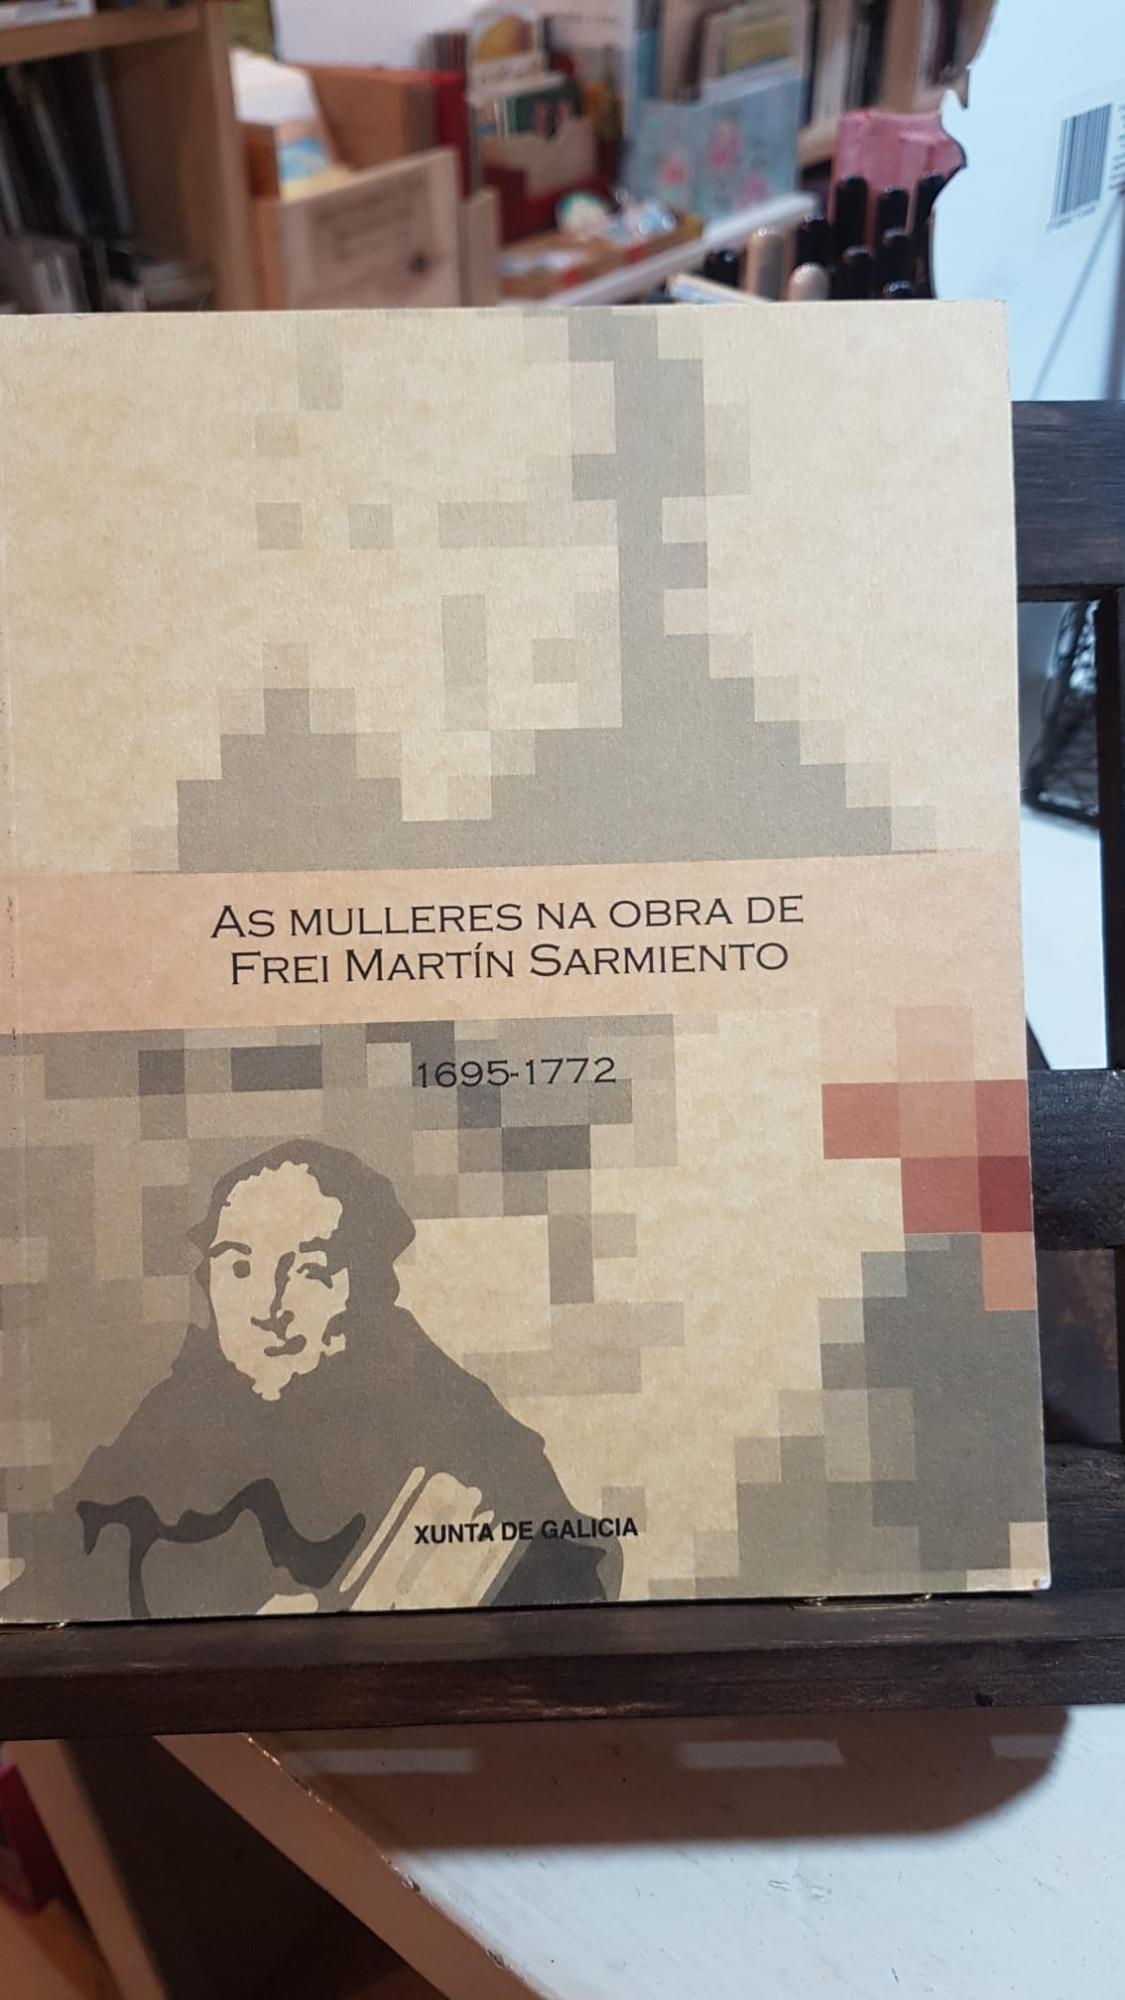 AS MULLERES NA OBRA DE
FREI MARTÍN SARMIENTO
1695-1772
XUNTA DE GALICIA